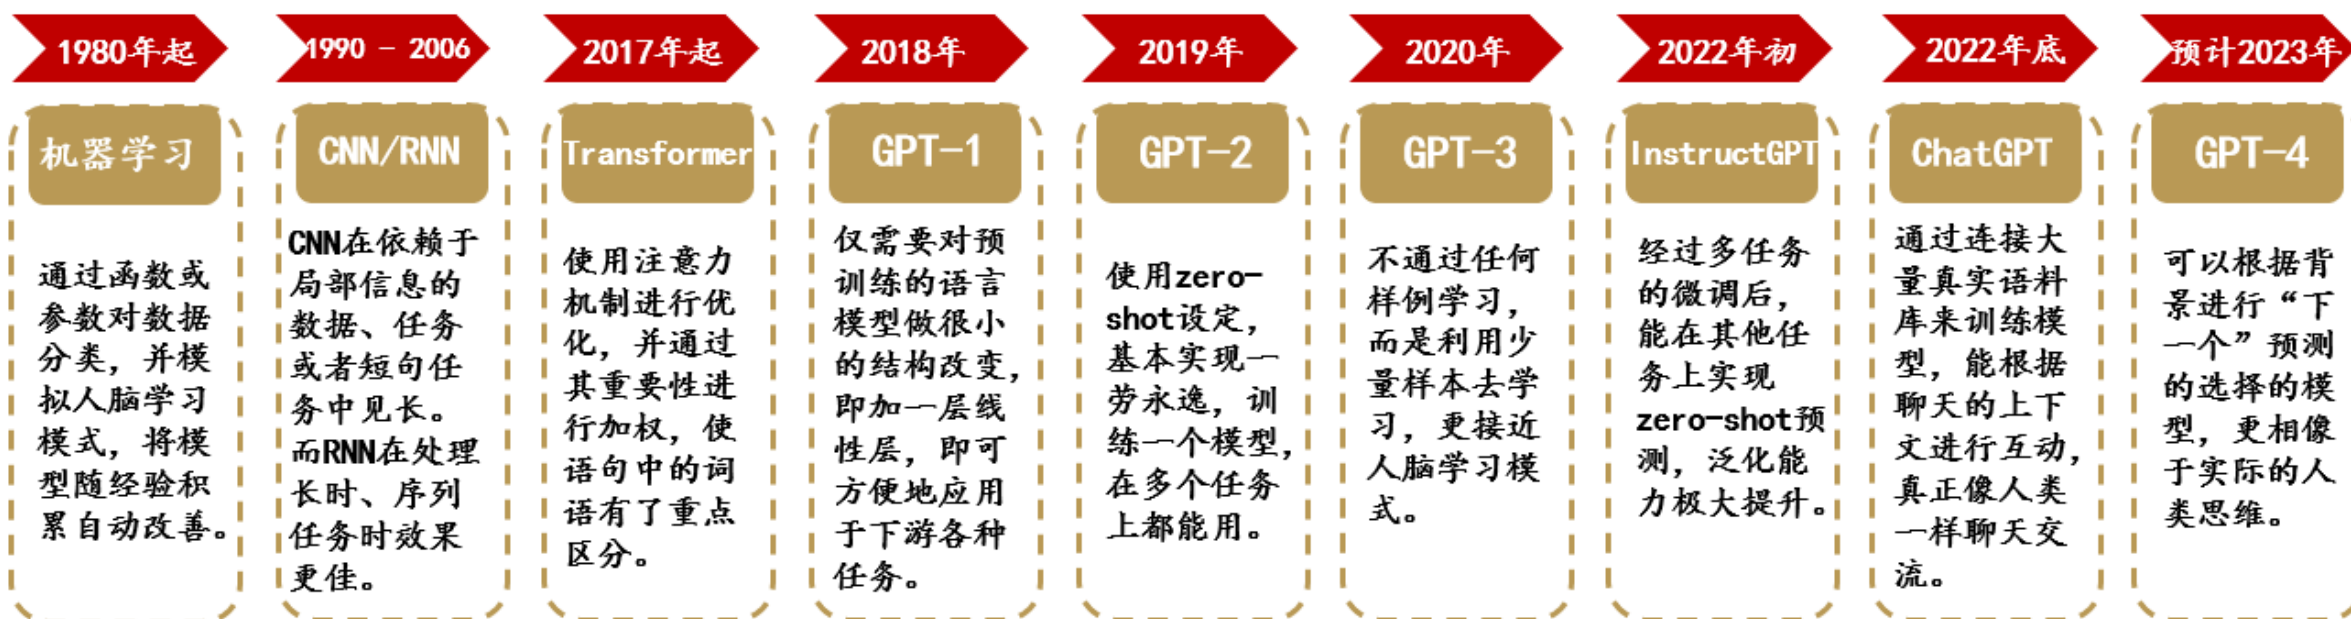 1980年起
机器学习
通过函数或
参数对数据
分类，并模
拟人脑学习
模式，将模
型随经验积
累自动改善。
1990 - 2006
CNN/RNN
CNN在依赖于
局部信息的
数据、任务
或者短句任
务中见长。
而RNN在处理
长时、序列
任务时效果
更佳。
2017年起
Transformer
使用注意力
机制进行优
化，并通过
其重要性进
行加权，使
语句中的词
语有了重点
区分。
2018年
GPT-1
仅需要对预
训练的语言
模型做很小
的结构改变，
即加一层线
性层，即可
方便地应用
于下游各种
任务。
2019年
GPT-2
使用zero-
shot设定，
基本实现一
劳永逸，训
练一个模型，
在多个任务
上都能用。
2020年
GPT-3
不通过任何
样例学习，
而是利用少
量样本去学
习，更接近
人脑学习模
式。
2022年初
InstructGPT
经过多任务
的微调后，
能在其他任
务上实现
zero-shot预
测，泛化能
力极大提升。
2022年底
ChatGPT
通过连接大
量真实语料
库来训练模
型，能根据
聊天的上下
文进行互动，
真正像人类
一样聊天交
流。
预计2023年
GPT-4
可以根据背
景进行“下
一个”预测
的选择的模
型，更相像
于实际的人
类思维。